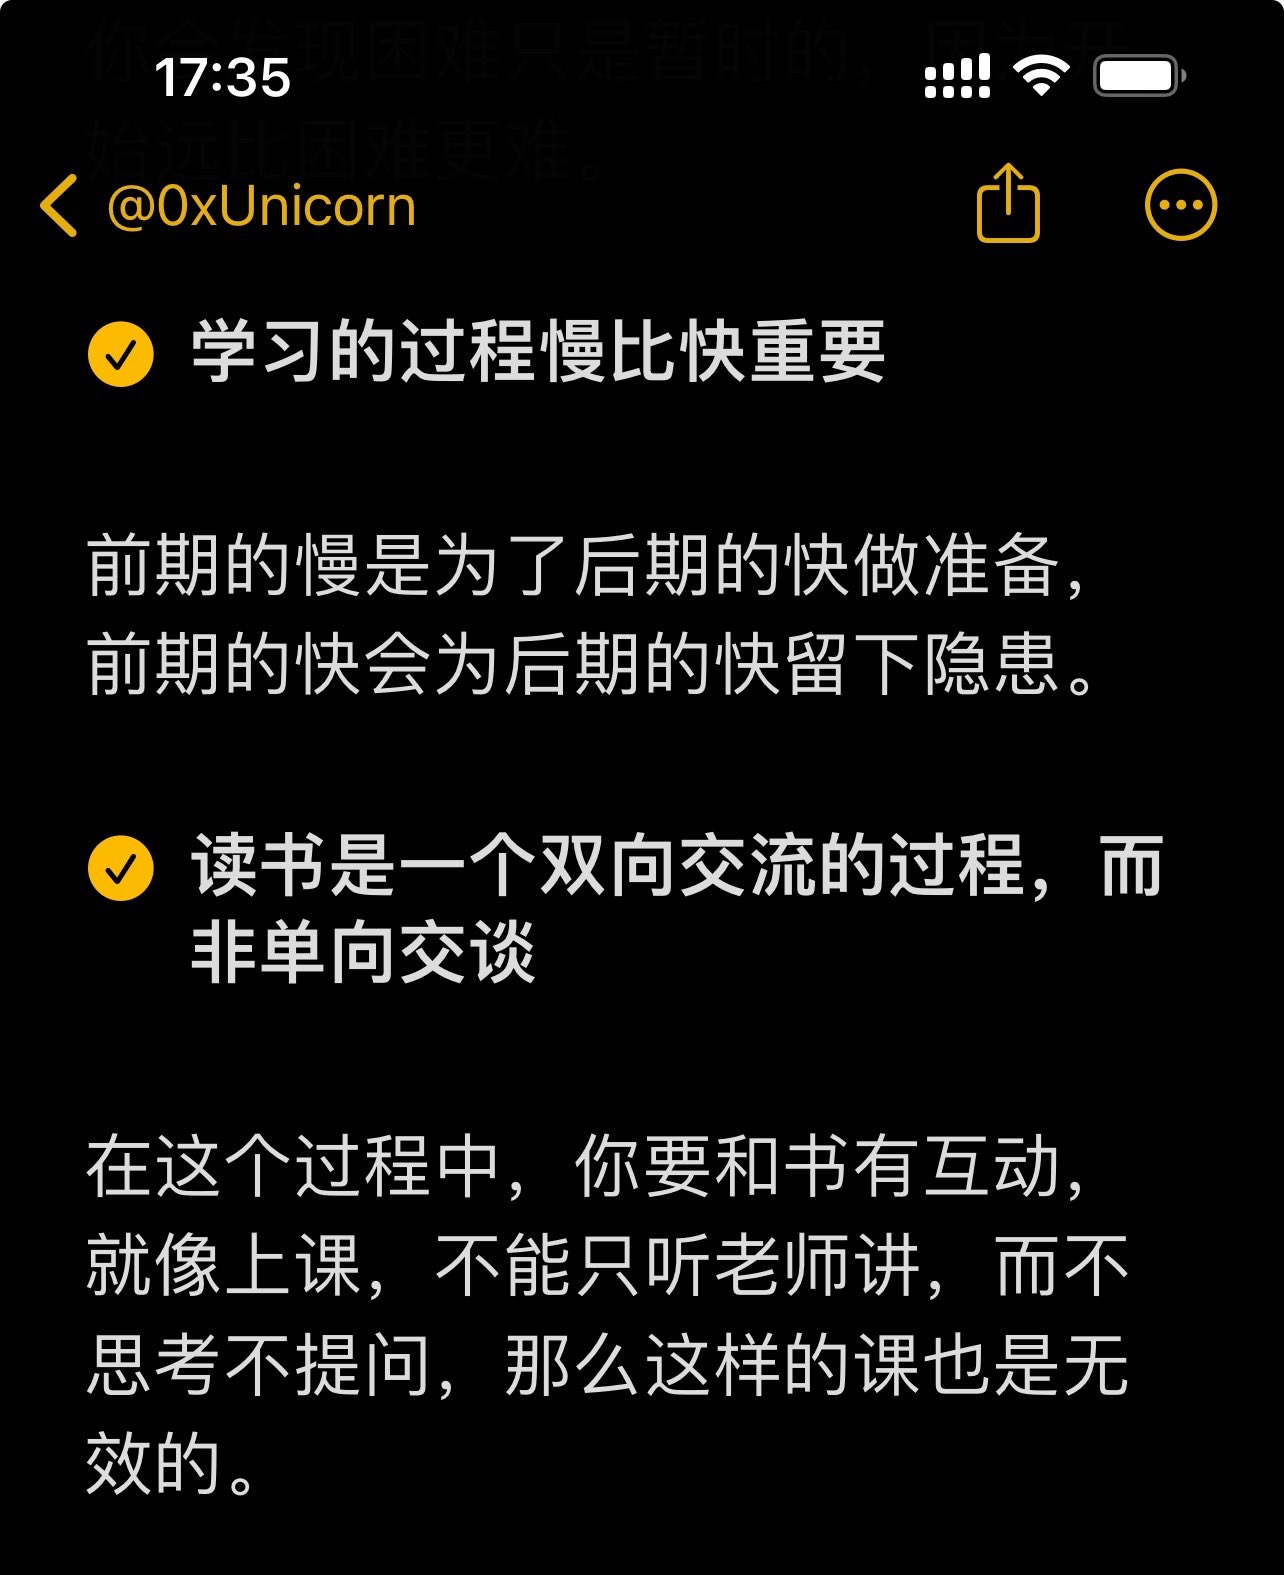 你会发现困难只是暂时的，因为开
17:35
始远比困难更难。
@0xUnicorn
学习的过程慢比快重要
前期的慢是为了后期的快做准备，
前期的快会为后期的快留下隐患。
读书是一个双向交流的过程，而
非单向交谈
在这个过程中，你要和书有互动，
就像上课，不能只听老师讲，而不
思考不提问，那么这样的课也是无
效的。